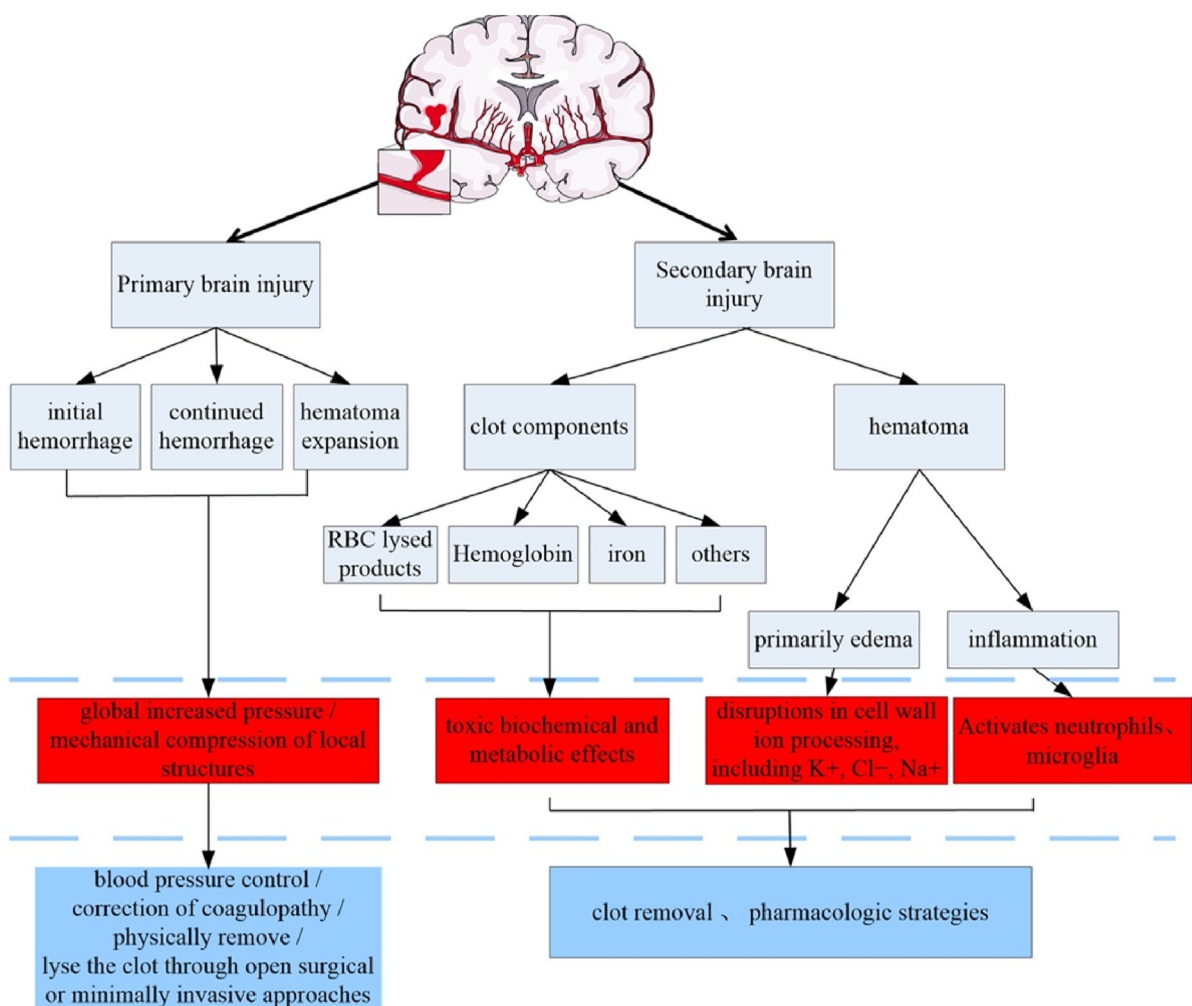 Primary brain injury
Secondary brain
injury
initial
hemorrhage
continued
hemorrhage
hematoma
expansion
clot components
hematoma
RBC lysed
products
Hemoglobin
iron
others
primarily edema
inflammation
global increased pressure /
mechanical compression of local
structures
toxic biochemical and
metabolic effects
disruptions in cell wall
ion processing,
including K+, Cl−, Na+
Activates neutrophils、
microglia
blood pressure control /
correction of coagulopathy /
physically remove /
lyse the clot through open surgical
or minimally invasive approaches
clot removal 、 pharmacologic strategies